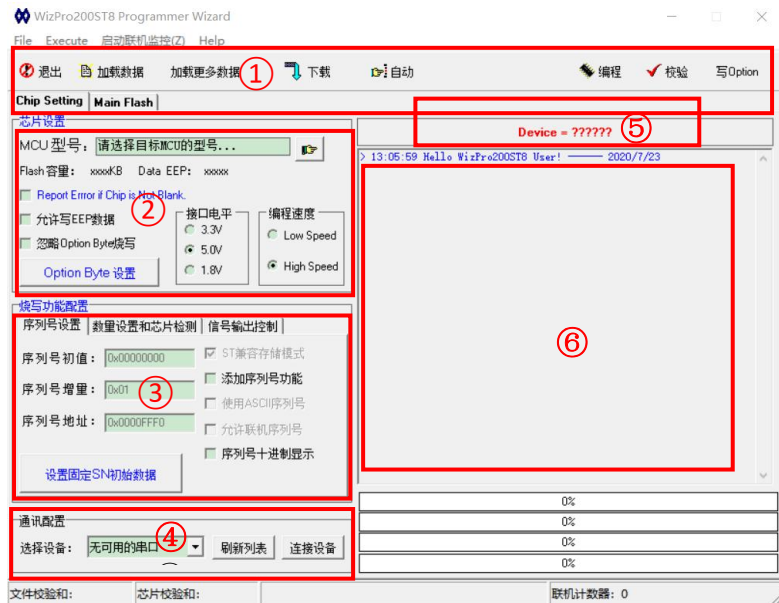 WizPro200ST8 Programmer Wizard
File Execute 启动联机监控(Z) Help
退出 加载数据 加载更多数据 ① 下载 自动 编程 校验 写Option
Chip Setting Main Flash
芯片设置
MCU 型号： 请选择目标MCU的型号...
Flash 容量： xxxxKB Data EEP： xxxxx
Report Error if Chip is Not Blank.
②
允许写EEP数据
忽略Option Byte烧写
Option Byte 设置
接口电平
3.3V
5.0V
1.8V
编程速度
Low Speed
High Speed
烧写功能配置
序列号设置 数量设置和芯片检测 信号输出控制
序列号初值： 0x00000000
序列号增量： 0x01
③
序列号地址： 0x0000FFF0
设置固定SN初始数据
ST兼容存储模式
添加序列号功能
使用ASCII序列号
允许联机序列号
序列号十进制显示
通讯配置
选择设备： 无可用的串口 ④ 刷新列表 连接设备
Device = ?????? ⑤
> 13:05:59 Hello WizPro200ST8 User! ——— 2020/7/23
⑥
0%
0%
0%
0%
文件校验和: 芯片校验和: 联机计数器: 0